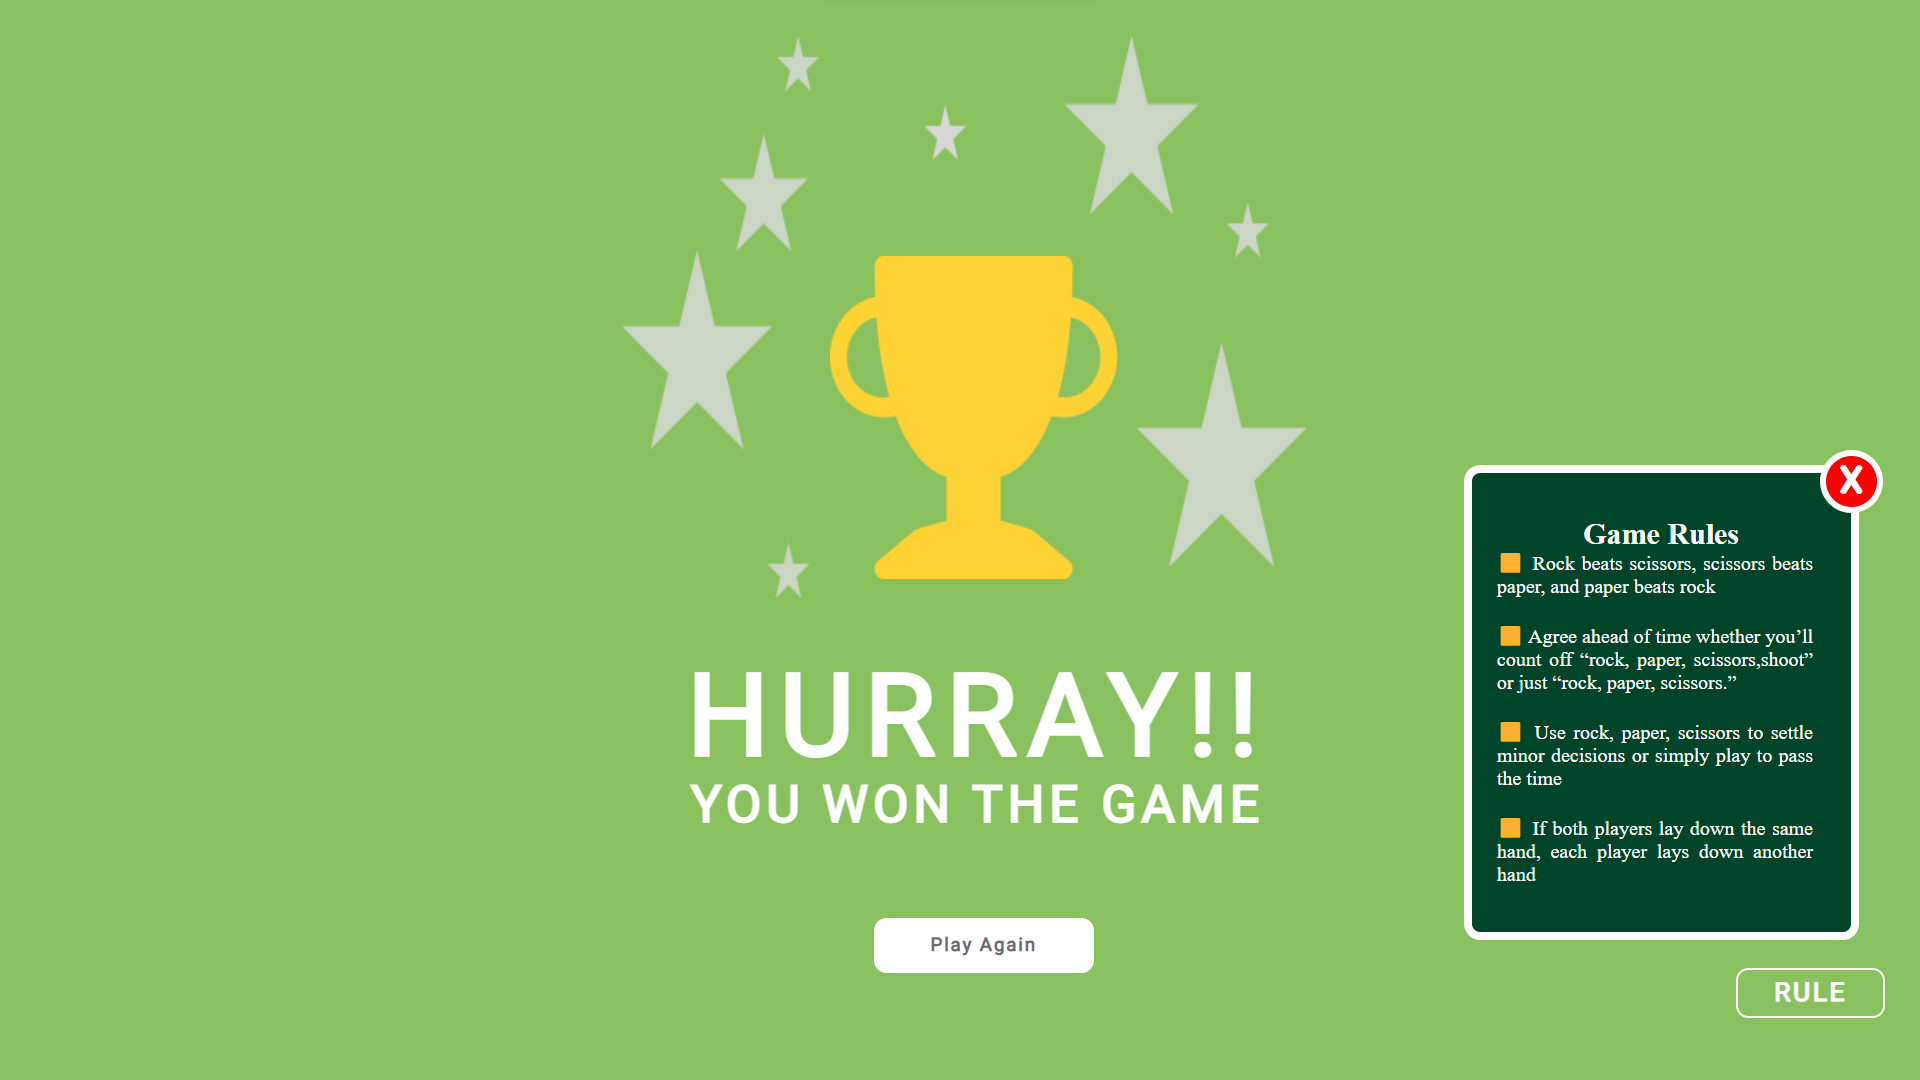 HURRAY!!
YOU WON THE GAME
Play Again
X
Game Rules
Rock beats scissors, scissors beats
paper, and paper beats rock
Agree ahead of time whether you’ll
count off “rock, paper, scissors,shoot”
or just “rock, paper, scissors.”
Use rock, paper, scissors to settle
minor decisions or simply play to pass
the time
If both players lay down the same
hand, each player lays down another
hand
RULE